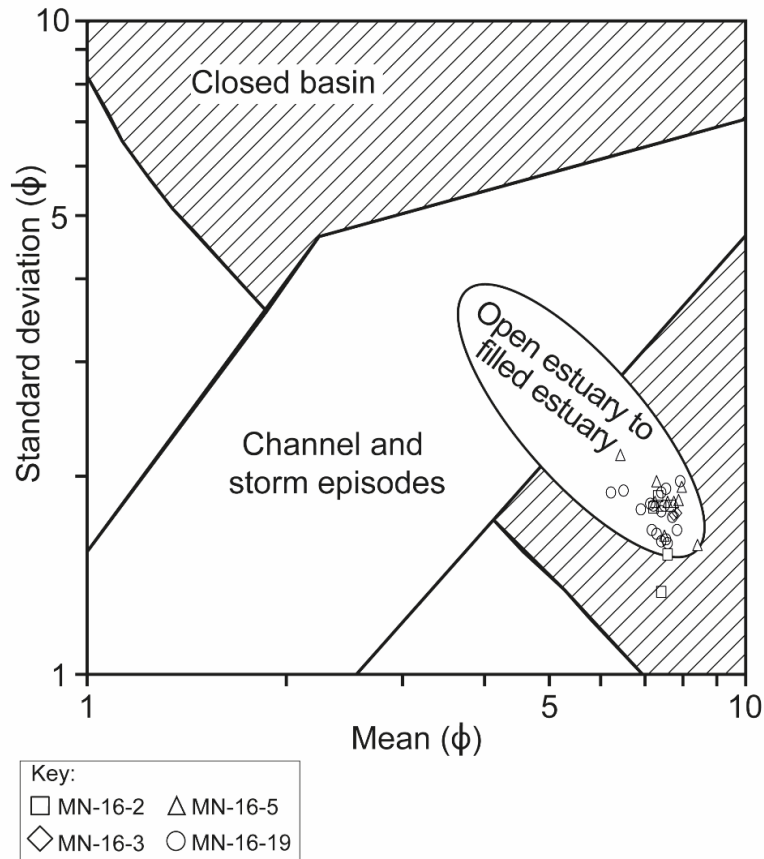 10
Closed basin
Standard deviation (ϕ)
5
Open estuary to
filled estuary
Channel and
storm episodes
1
1
5
10
Mean (ϕ)
Key:
MN-16-2
MN-16-5
MN-16-3
MN-16-19